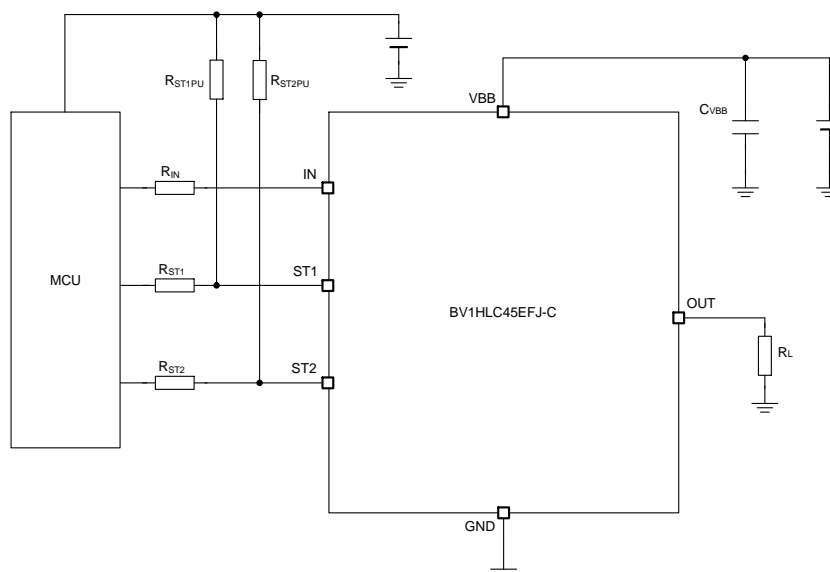 RST1PU
RST2PU
VBB
CVBB
RIN
IN
MCU
RST1
ST1
BV1HLC45EFJ-C
OUT
RL
RST2
ST2
GND